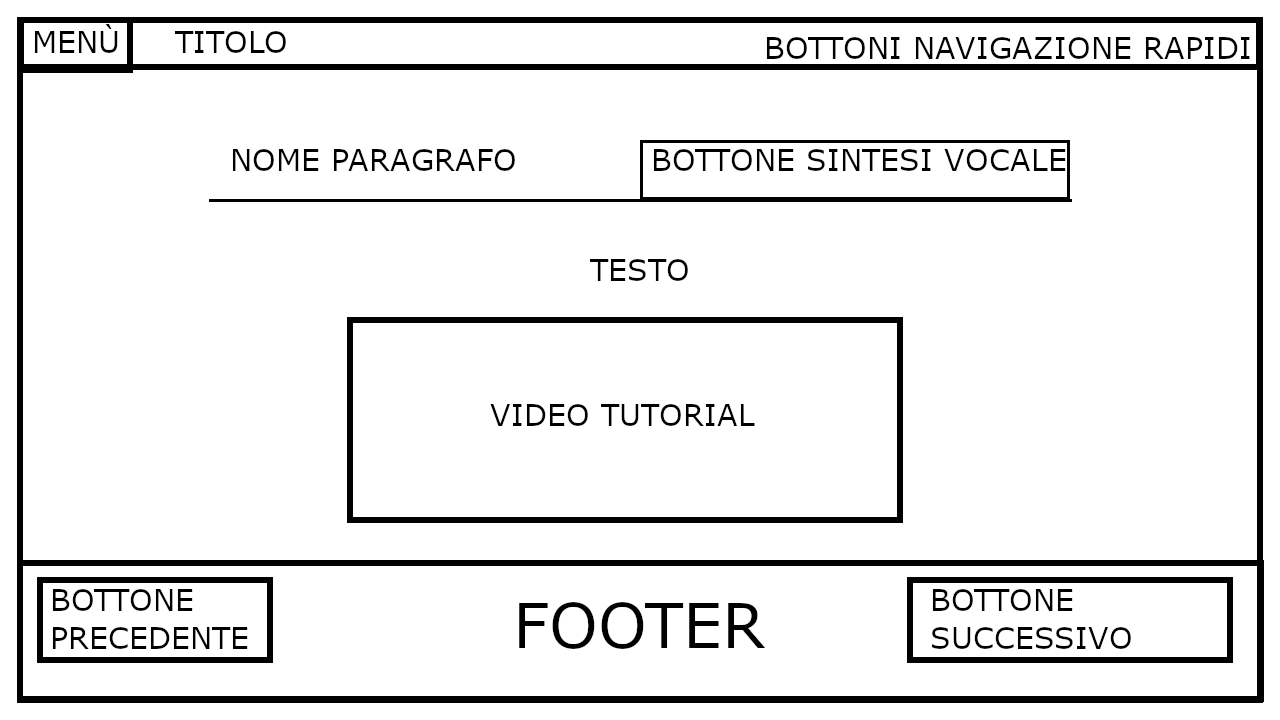 MENÙ
TITOLO
BOTTONI NAVIGAZIONE RAPIDI
NOME PARAGRAFO
BOTTONE SINTESI VOCALE
TESTO
VIDEO TUTORIAL
BOTTONE
PRECEDENTE
FOOTER
BOTTONE
SUCCESSIVO